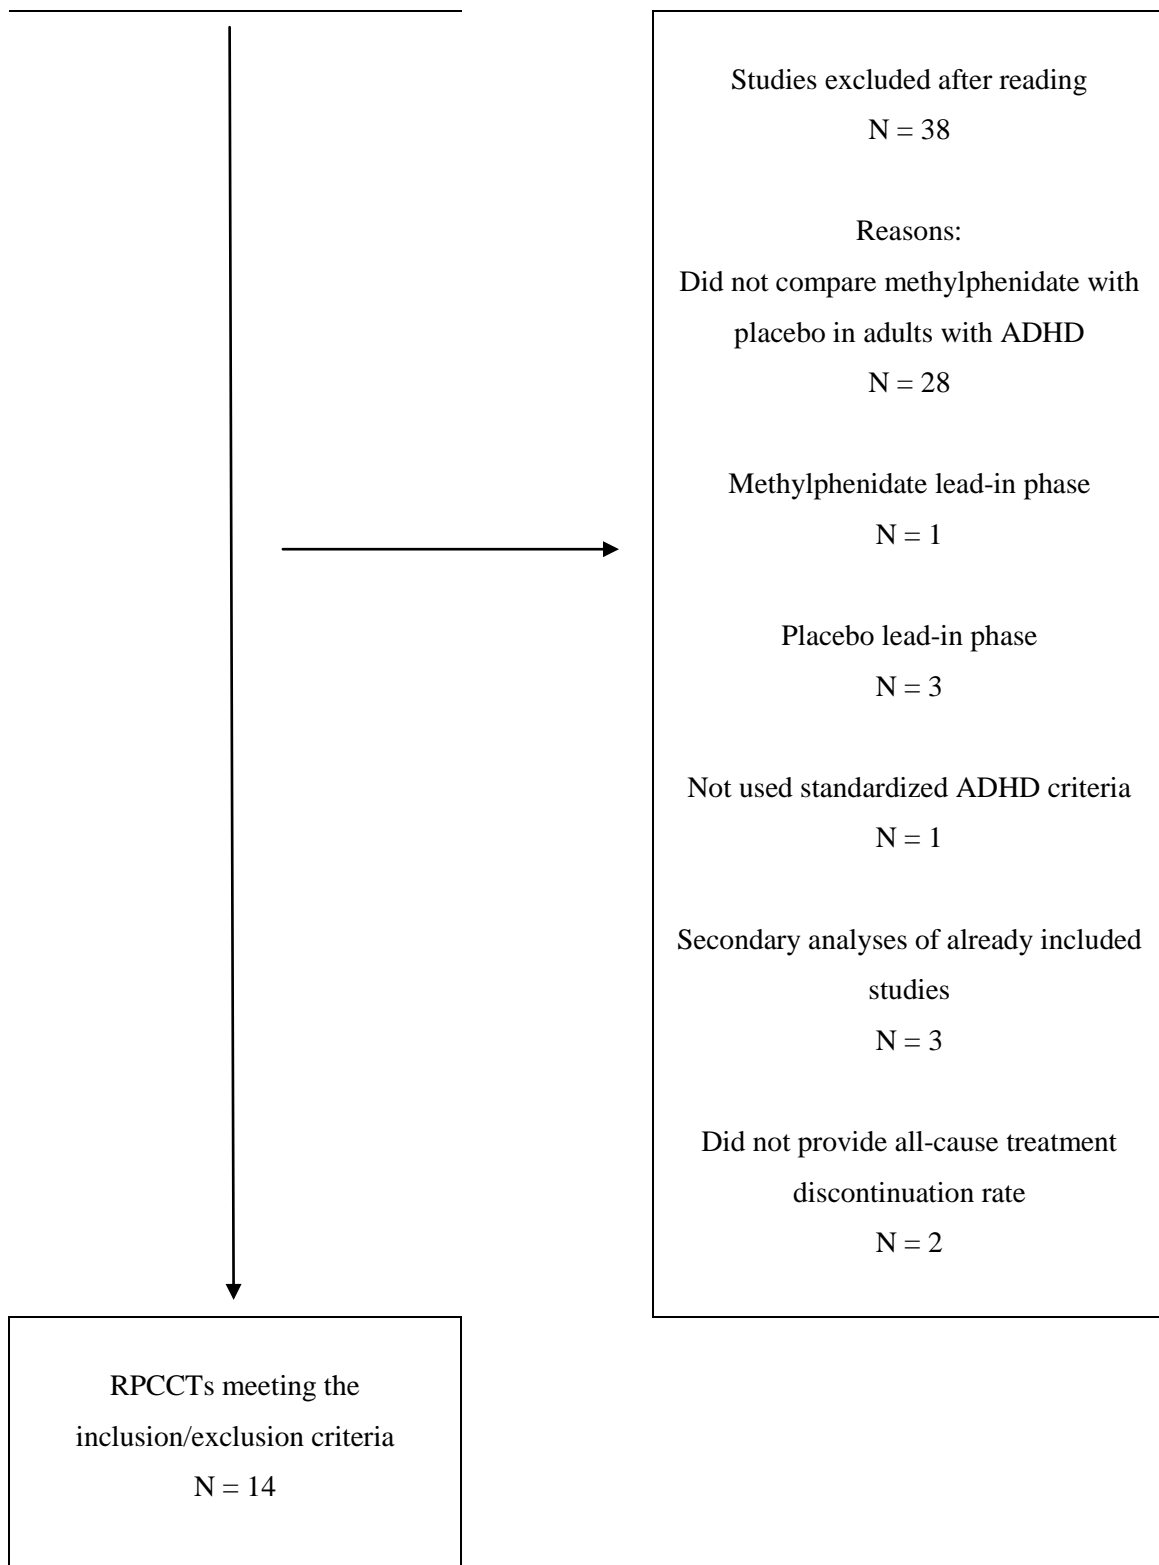 Studies excluded after reading
N = 38
Reasons:
Did not compare methylphenidate with
placebo in adults with ADHD
N = 28
Methylphenidate lead-in phase
N = 1
Placebo lead-in phase
N = 3
Not used standardized ADHD criteria
N = 1
Secondary analyses of already included
studies
N = 3
Did not provide all-cause treatment
discontinuation rate
N = 2
RPCCTs meeting the
inclusion/exclusion criteria
N = 14